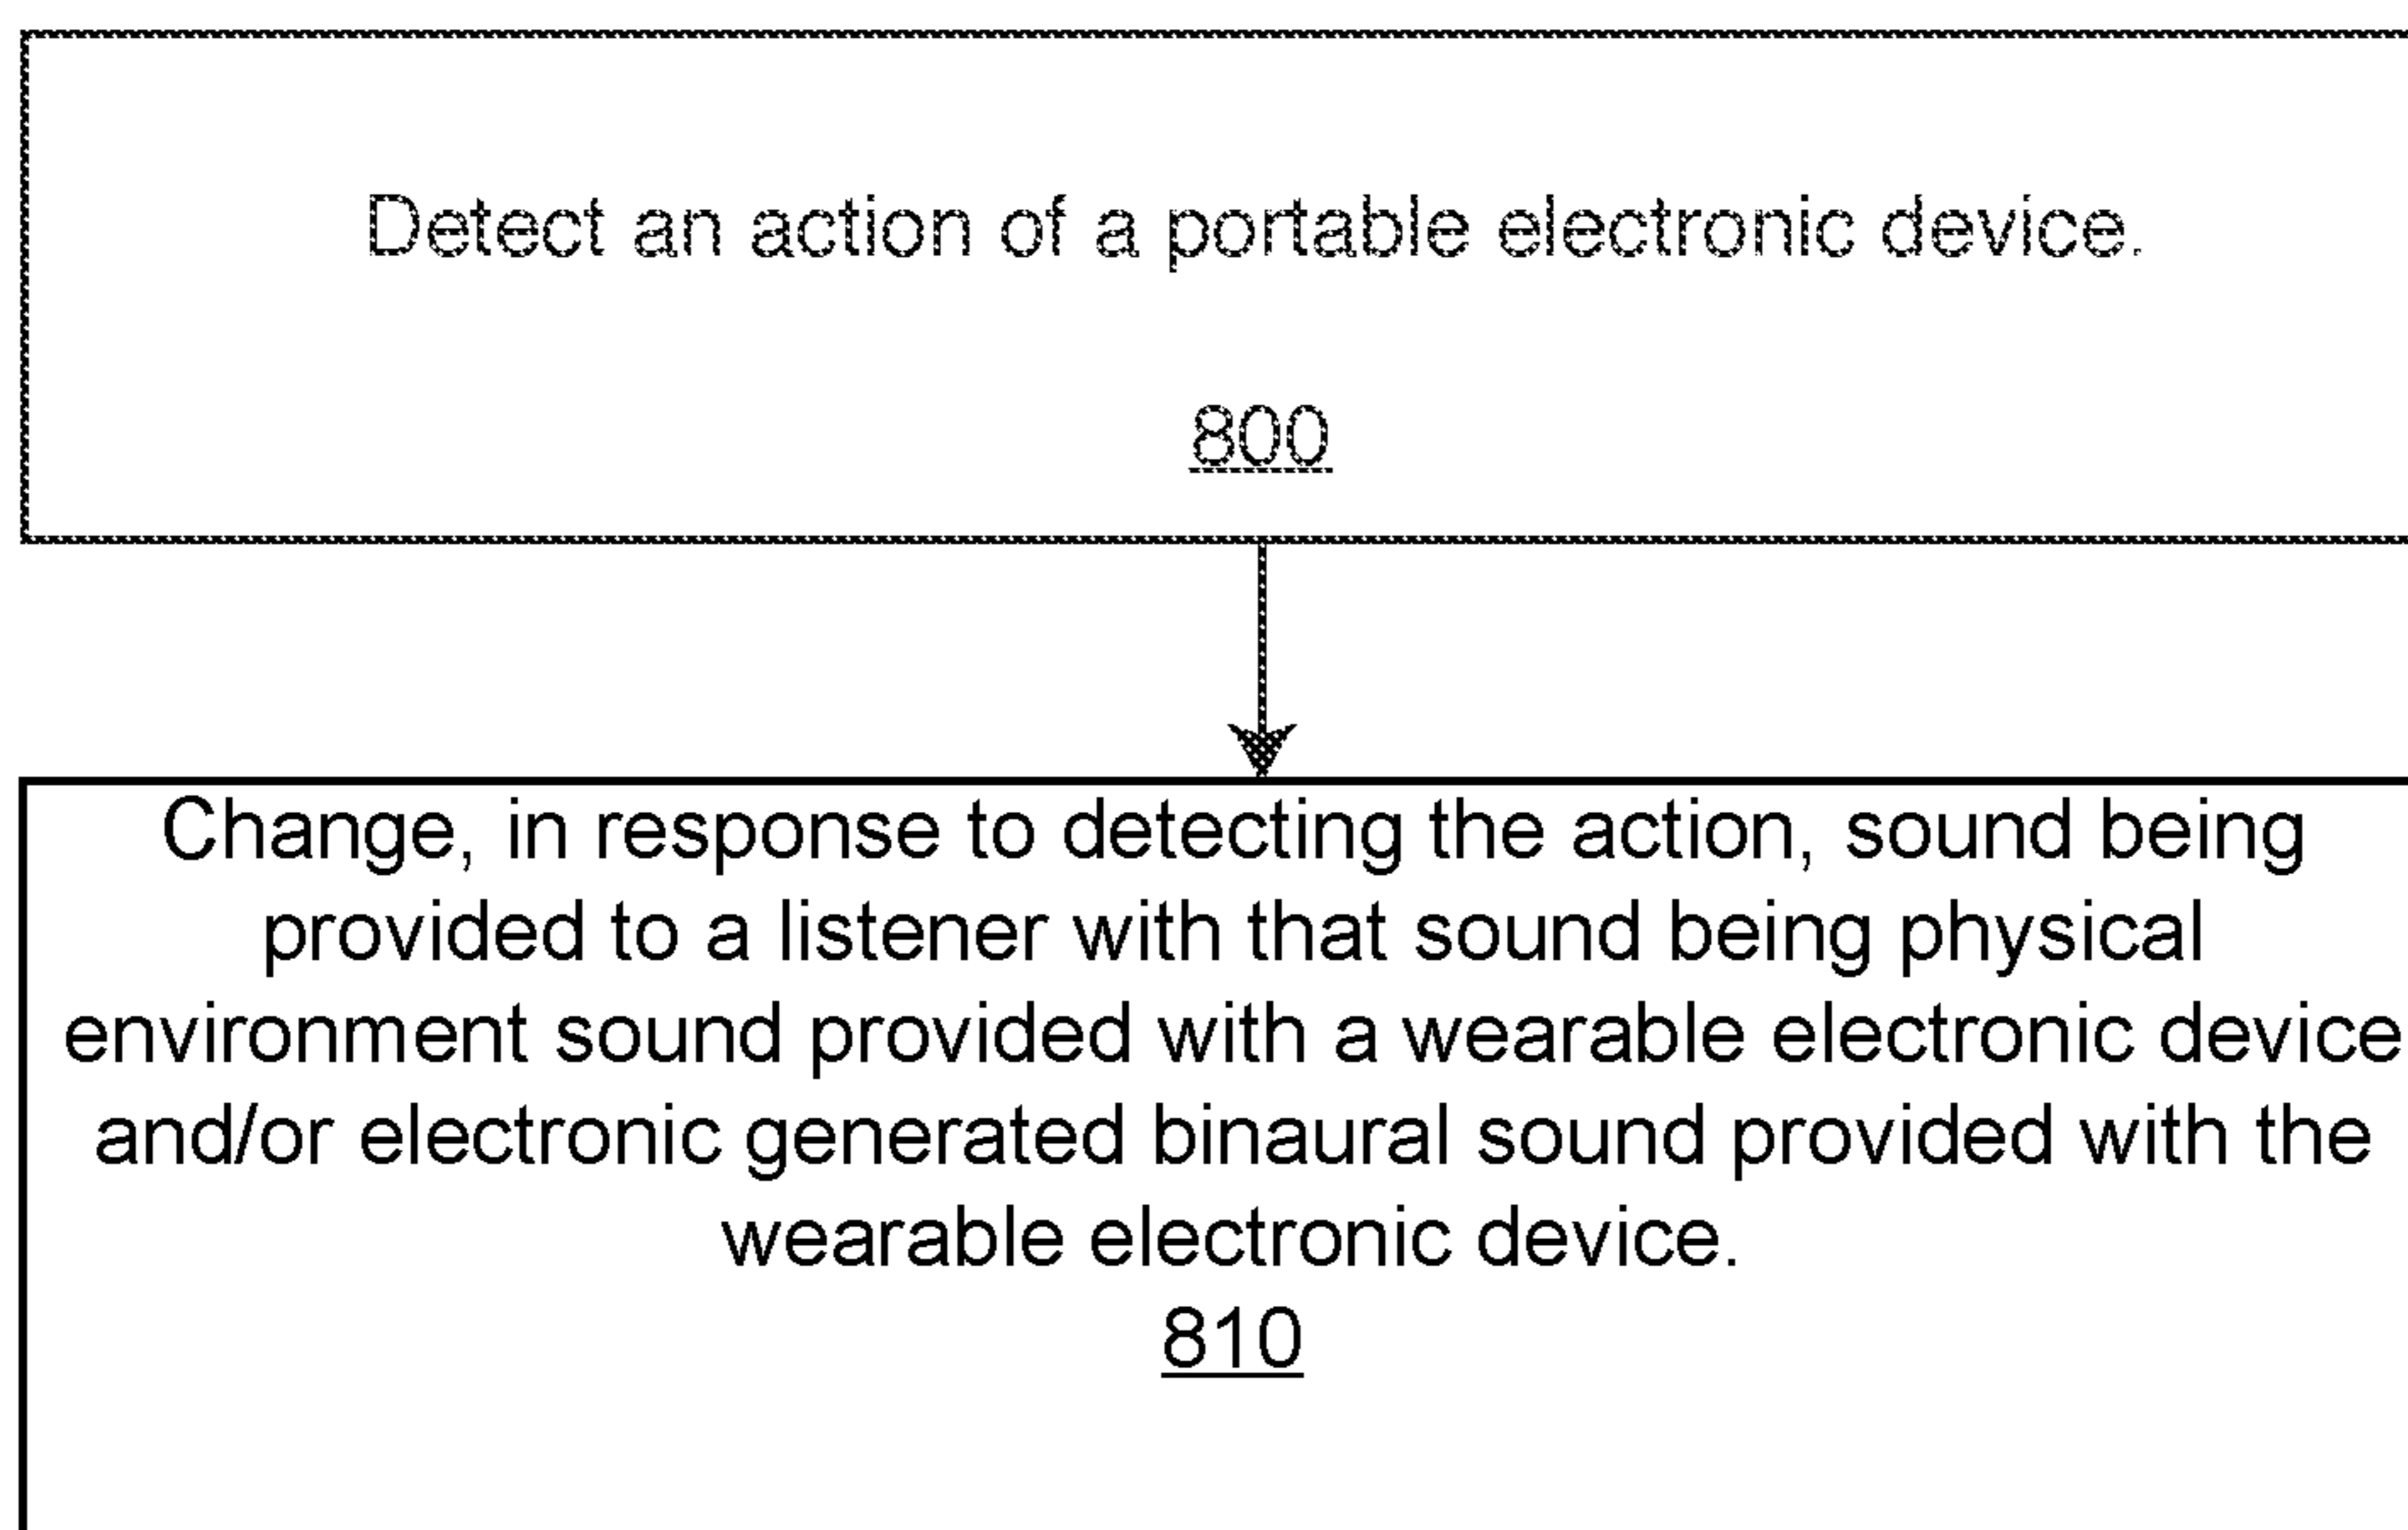 Detect an action of a portable electronic device.
800
Change, in response to detecting the action, sound being
provided to a listener with that sound being physical
environment sound provided with a wearable electronic device
and/or electronic generated binaural sound provided with the
wearable electronic device.
810